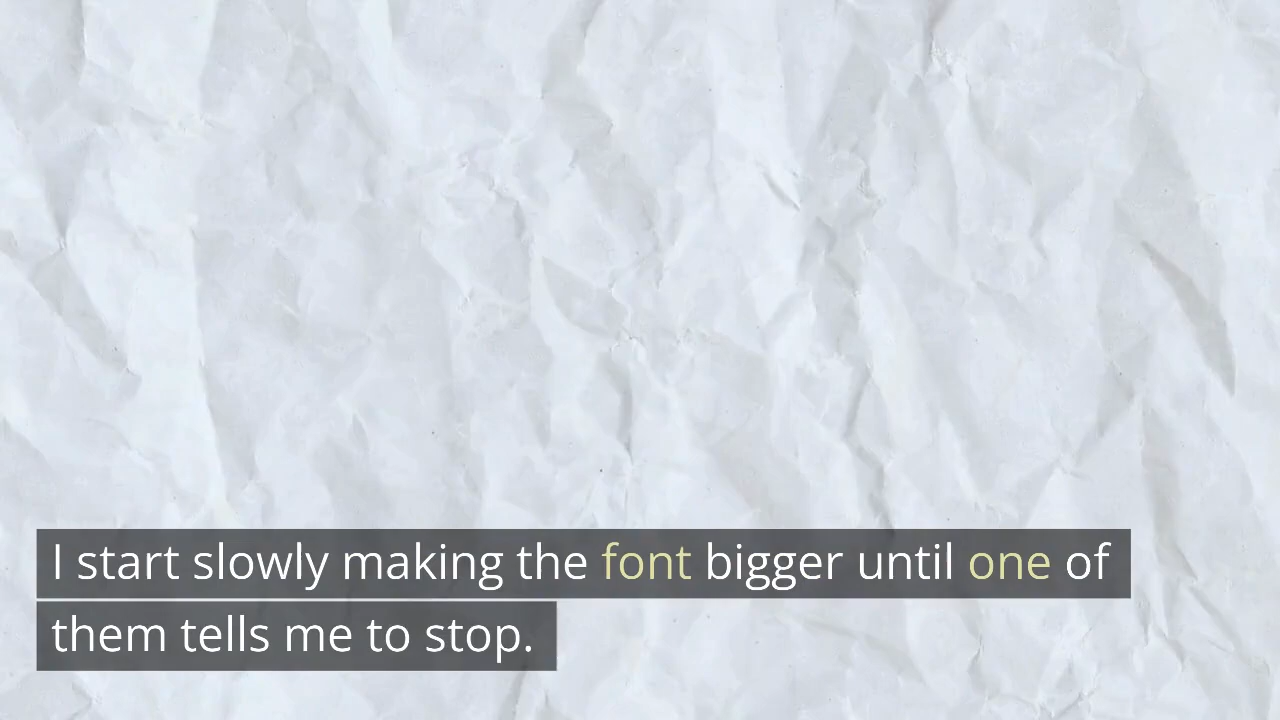 I start slowly making the font bigger until one of
them tells me to stop.